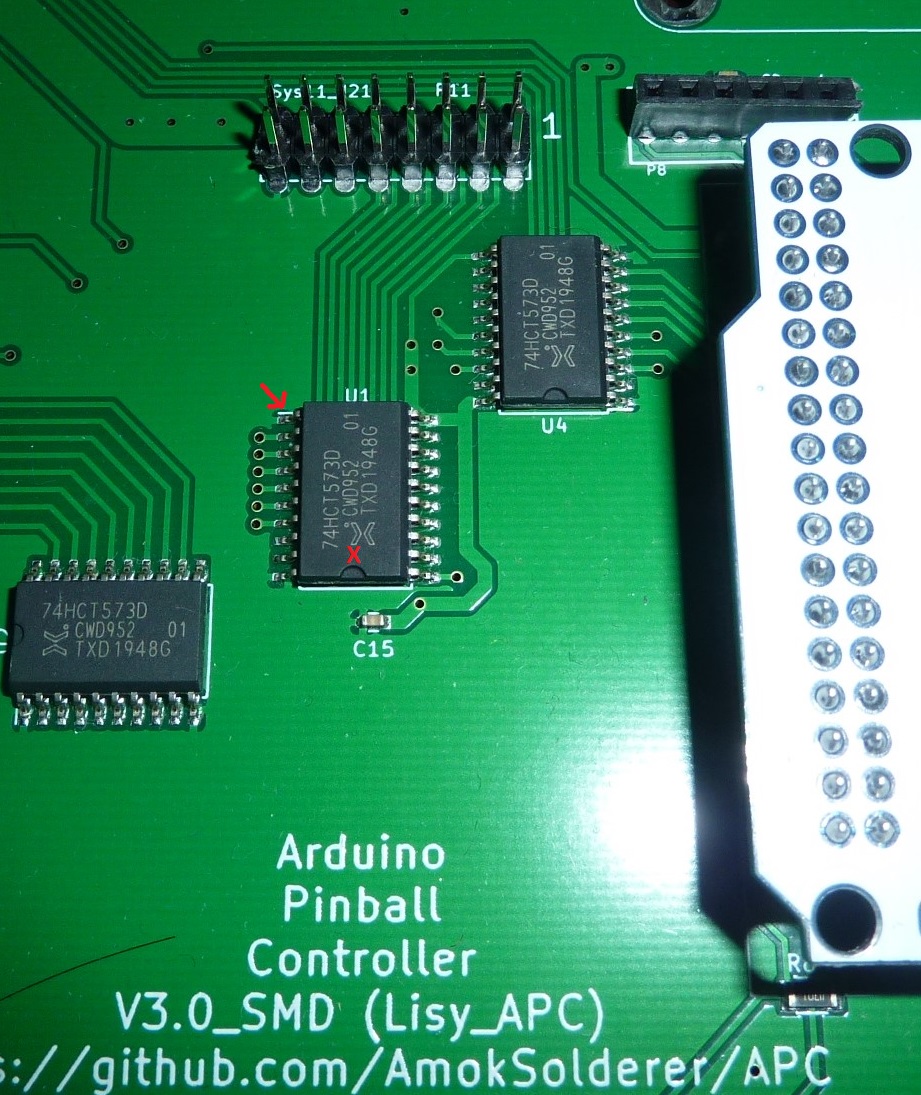 Sys11_J21
P11
1
P8
74HCT573D
CWD952 01
TXD1948G
U4
U1
74HCT573D
CWD952 01
TXD1948G
x
74HCT573D
CWD952 01
TXD1948G
C15
Arduino
Pinball
Controller
V3.0_SMD (Lisy_APC)
s://github.com/AmokSolderer/APC